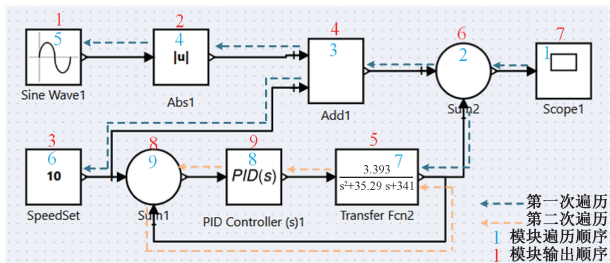 1 2 4 6 7
5 4 3 2 1
|u|
Sine Wave1 Abs1 Add1 Sum2 Scope1
3 8 9 5
6 9 8 7
10 PID(s) 3.393
s²+35.29 s+341
SpeedSet Sum1 PID Controller (s)1 Transfer Fcn2
第一次遍历
第二次遍历
1 模块遍历顺序
1 模块输出顺序